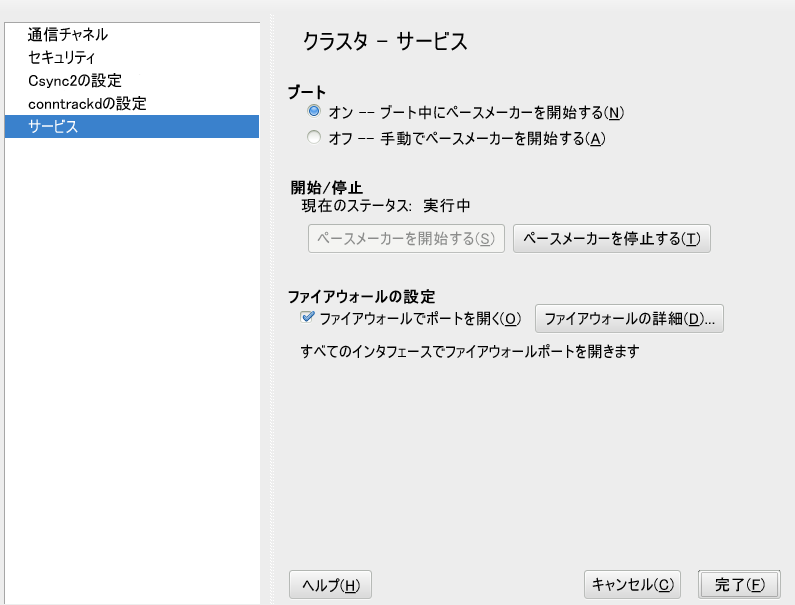 通信チャネル
セキュリティ
Csync2の設定
conntrackdの設定
サービス
クラスタ - サービス
ブート
オン -- ブート中にペースメーカーを開始する(N)
オフ -- 手動でペースメーカーを開始する(A)
開始/停止
現在のステータス: 実行中
ペースメーカーを開始する(S) ペースメーカーを停止する(T)
ファイアウォールの設定
ファイアウォールでポートを開く(O) ファイアウォールの詳細(D)...
すべてのインタフェースでファイアウォールポートを開きます
ヘルプ(H) キャンセル(C) 完了(F)